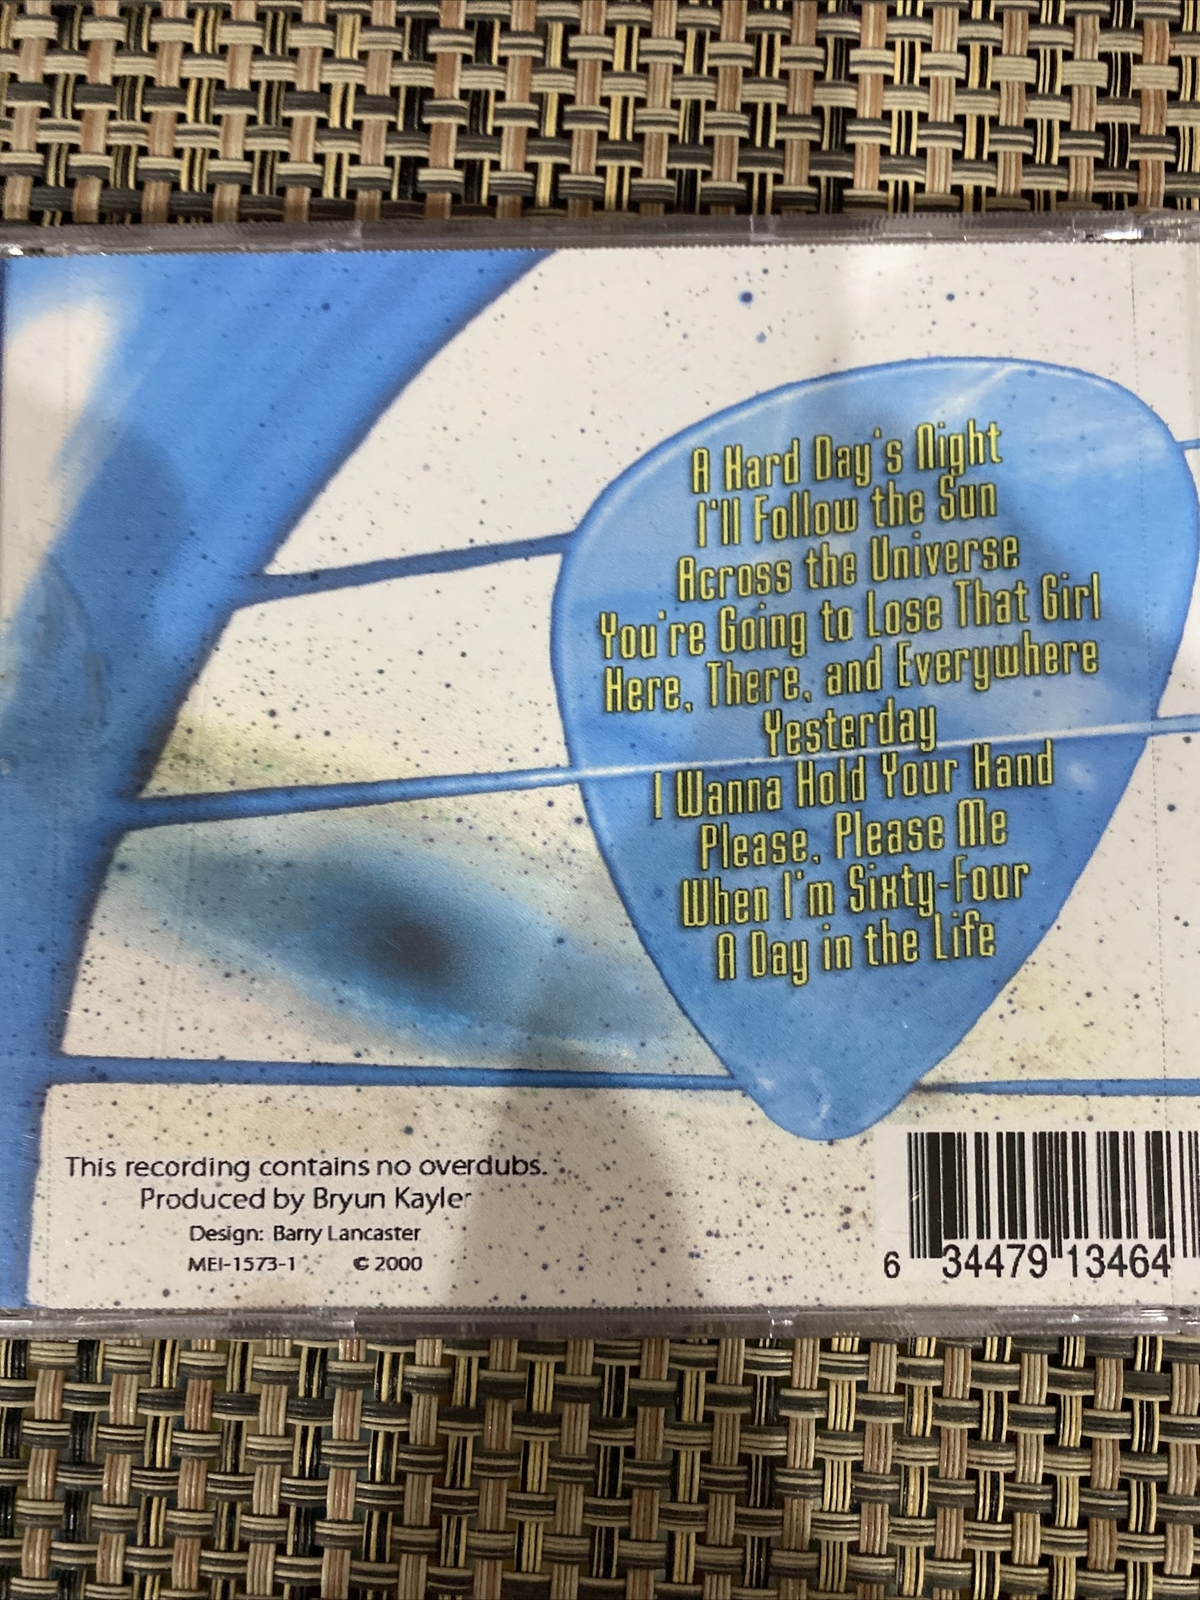 A Hard Day's Night
I'll Follow the Sun
Across the Universe
You're Going to Lose That Girl
Here, There, and Everywhere
Yesterday
I Wanna Hold Your Hand
Please, Please Me
When I'm Sixty-Four
A Day in the Life
This recording contains no overdubs.
Produced by Bryun Kayler
Design: Barry Lancaster
MEI-1573-1 © 2000
6 34479 13464